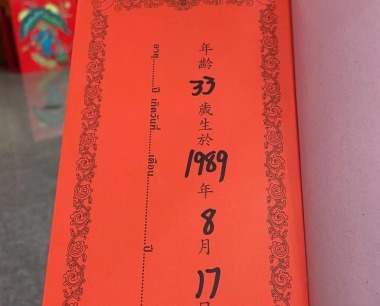 年齡33歲生於1989年8月17日
อายุ..........ปี เกิดวันที่..........เดือน....................ปี